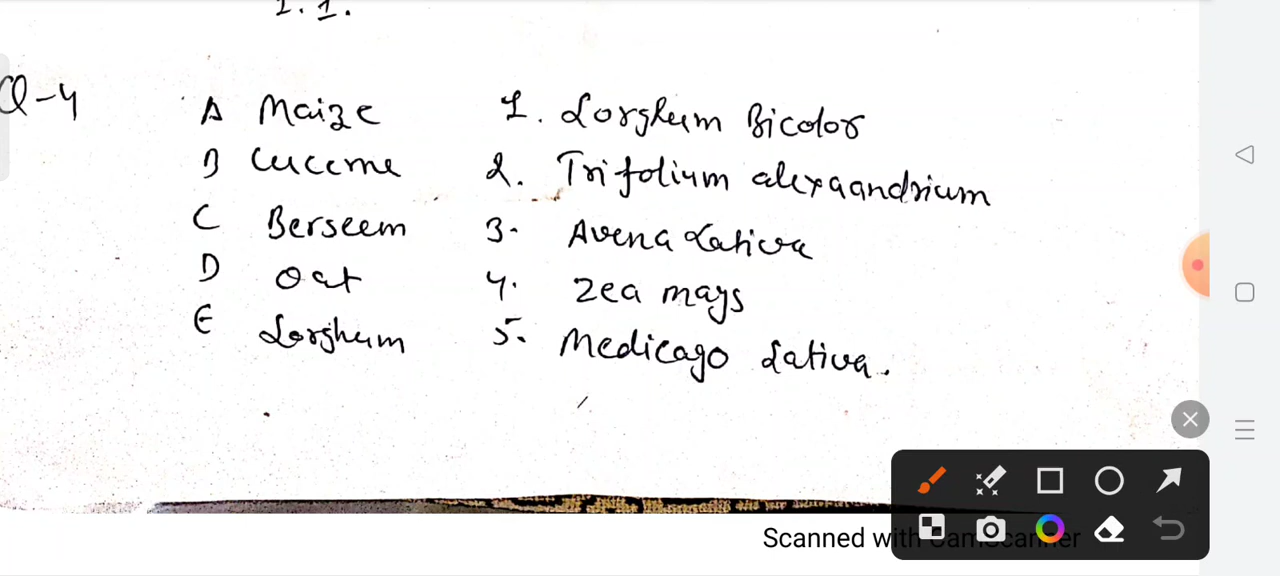 I. I.
Q-4
A Maize 1. Sorghum Bicolor
B Lucerne 2. Trifolium alexaandrium
C Berseem 3. Avena Sativa
D Oat 4. Zea mays
E Sorghum 5. Medicago Sativa.
Scanned with CamScanner